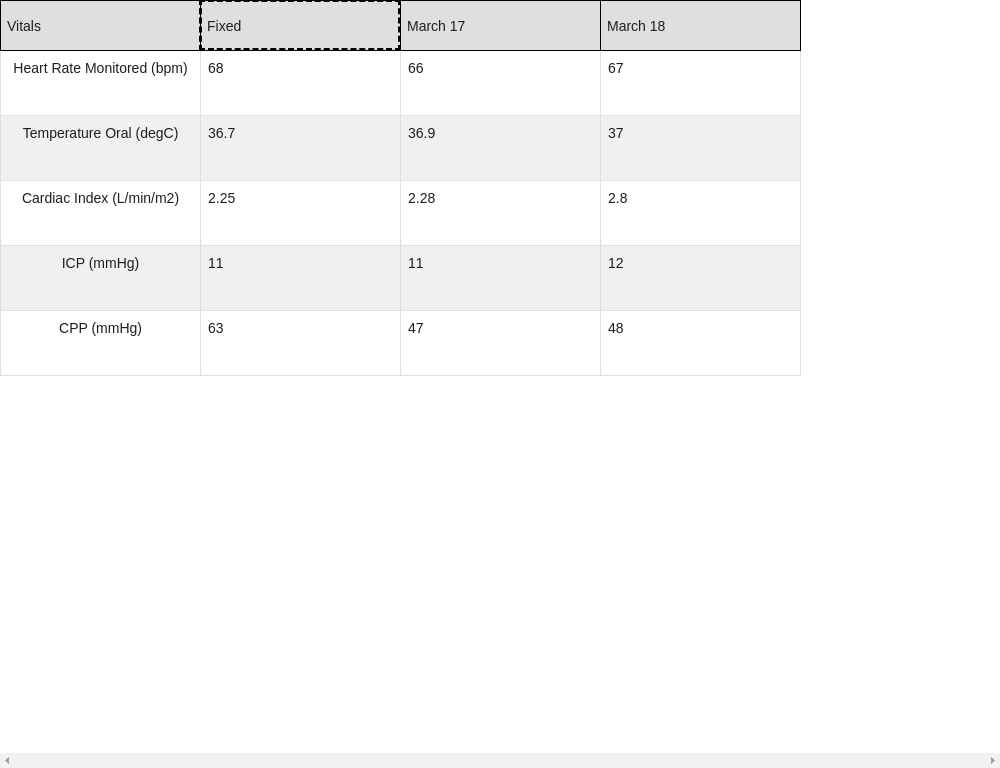 Vitals Fixed March 17 March 18
Heart Rate Monitored (bpm) 68 66 67
Temperature Oral (degC) 36.7 36.9 37
Cardiac Index (L/min/m2) 2.25 2.28 2.8
ICP (mmHg) 11 11 12
CPP (mmHg) 63 47 48